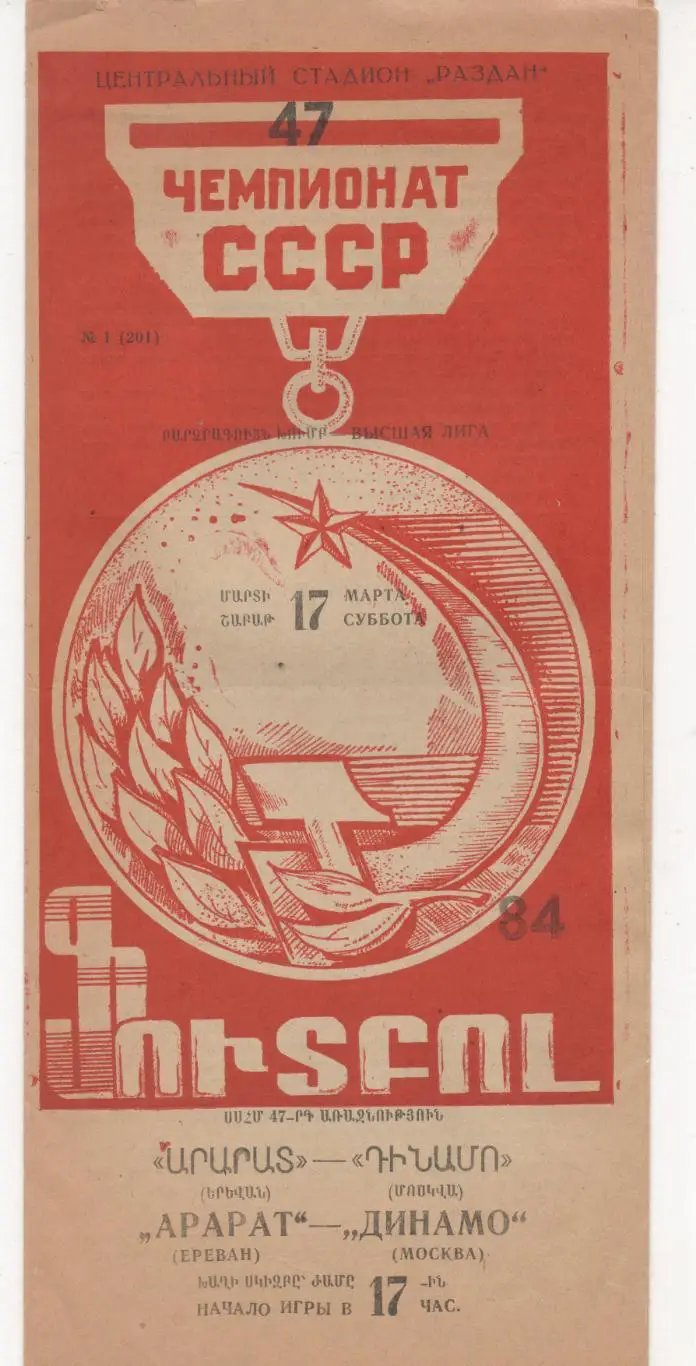 ЦЕНТРАЛЬНЫЙ СТАДИОН „РАЗДАН“
47
ЧЕМПИОНАТ
СССР
№ 1 (201)
ԲԱՐՁՐԱԳՈՒՅՆ ԽՈՒՄԲ — ВЫСШАЯ ЛИГА
ՄԱՐՏԻ 17 МАРТА,
ՇԱԲԱԹ СУББОТА
84
ՖՈՒՏԲՈԼ
ՍՍՀՄ 47-ՐԴ ԱՌԱՋՆՈՒԹՅՈՒՆ
«ԱՐԱՐԱՏ» — «ԴԻՆԱՄՈ»
(ԵՐԵՎԱՆ) (ՄՈՍԿՎԱ)
„АРАРАТ“ — „ДИНАМО“
(ЕРЕВАН) (МОСКВА)
ԽԱՂԻ ՍԿԻԶԲԸ՝ ԺԱՄԸ 17 -ԻՆ
НАЧАЛО ИГРЫ В 17 ЧАС.